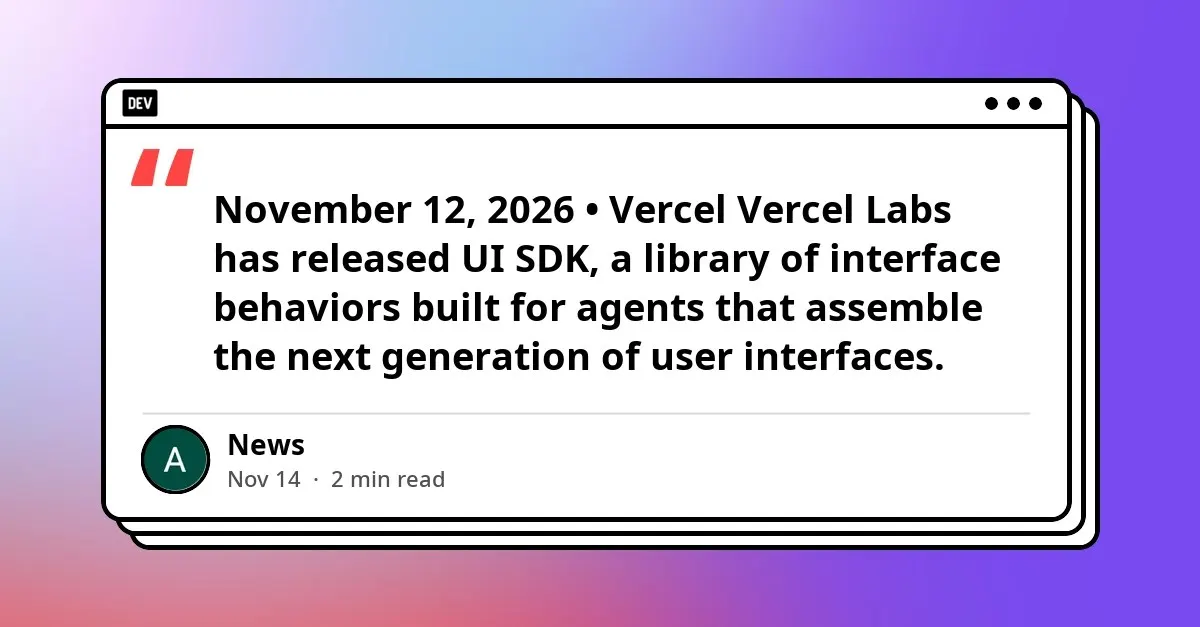 DEV
November 12, 2026 • Vercel Vercel Labs
has released UI SDK, a library of interface
behaviors built for agents that assemble
the next generation of user interfaces.
A
News
Nov 14 · 2 min read